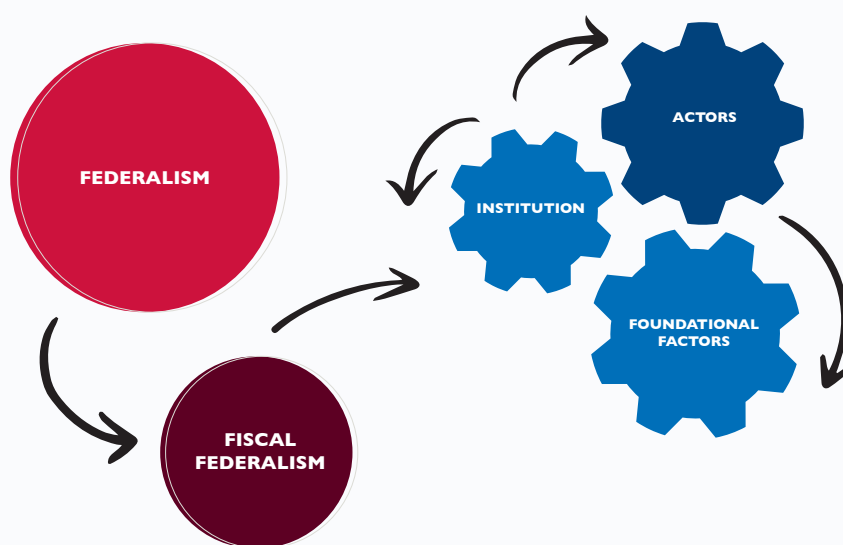 FEDERALISM
FISCAL
FEDERALISM
INSTITUTION
ACTORS
FOUNDATIONAL
FACTORS